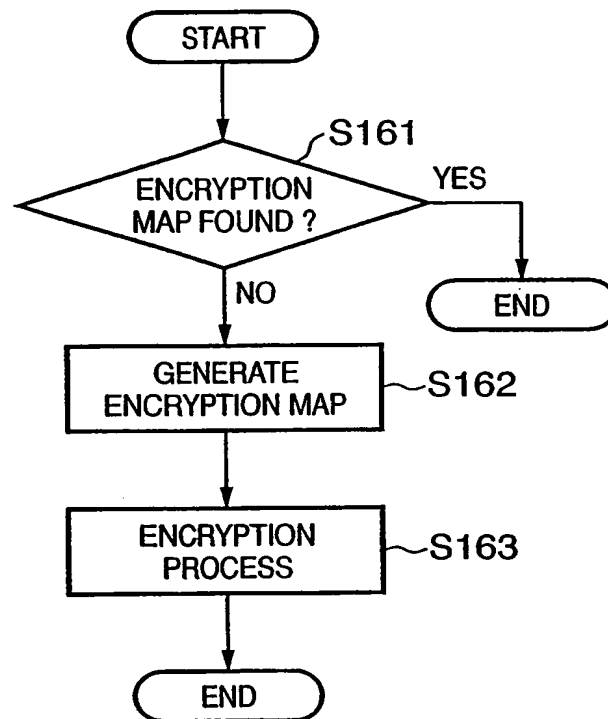 START
S161
ENCRYPTION
MAP FOUND ?
YES
END
NO
GENERATE
ENCRYPTION MAP
S162
ENCRYPTION
PROCESS
S163
END